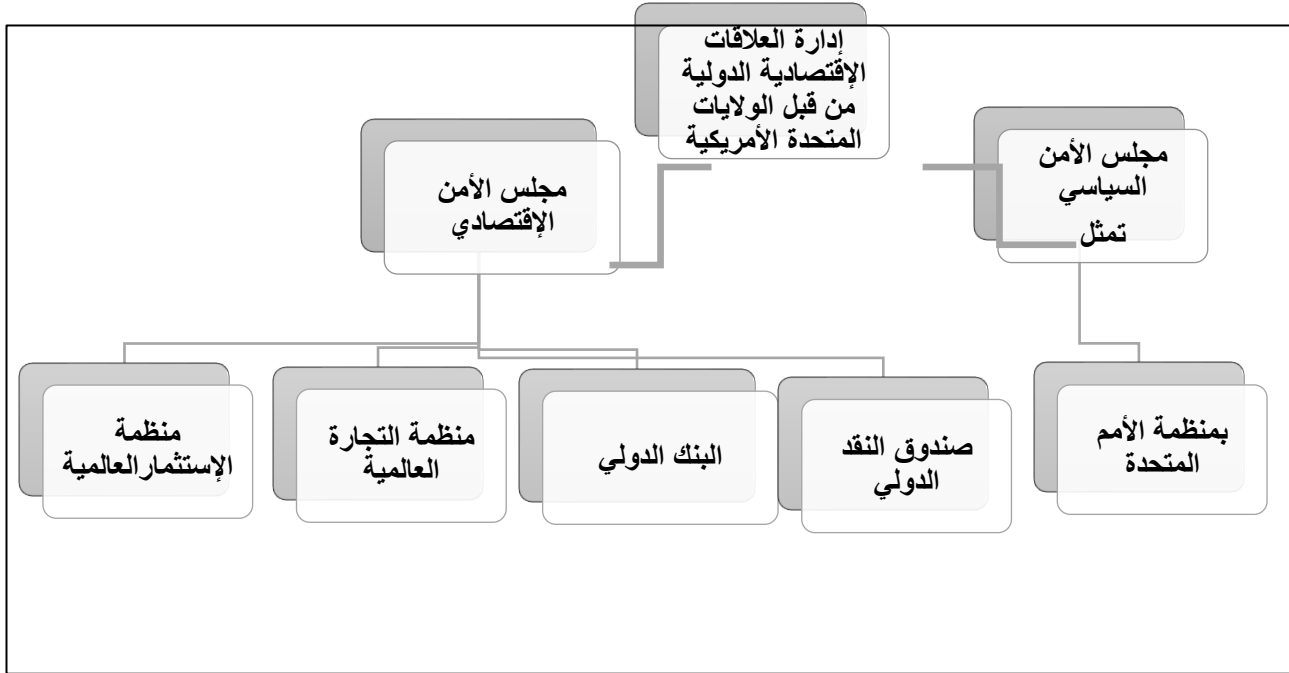 إدارة العلاقات
الإقتصادية الدولية
من قبل الولايات
المتحدة الأمريكية
مجلس الأمن
السياسي
تمثل
مجلس الأمن
الإقتصادي
بمنظمة الأمم
المتحدة
صندوق النقد
الدولي
البنك الدولي
منظمة التجارة
العالمية
منظمة
الإستثمارالعالمية